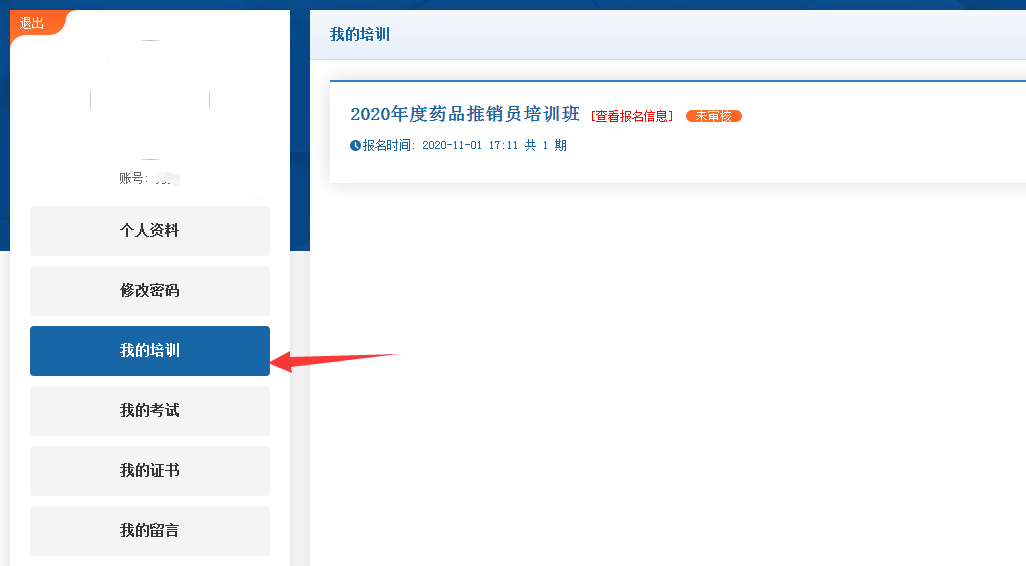 退出
账号：
个人资料
修改密码
我的培训
我的考试
我的证书
我的留言
我的培训
2020年度药品推销员培训班 [查看报名信息] 未审核
报名时间：2020-11-01 17:11 共 1 期